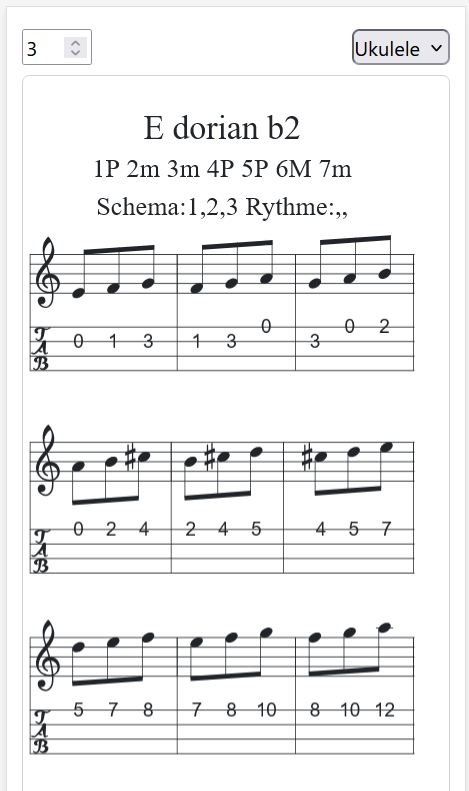 3 Ukulele
E dorian b2
1P 2m 3m 4P 5P 6M 7m
Schema:1,2,3 Rythme:,,
T A B 0 1 3 1 3 0 3 0 2
T A B 0 2 4 2 4 5 4 5 7
T A B 5 7 8 7 8 10 8 10 12